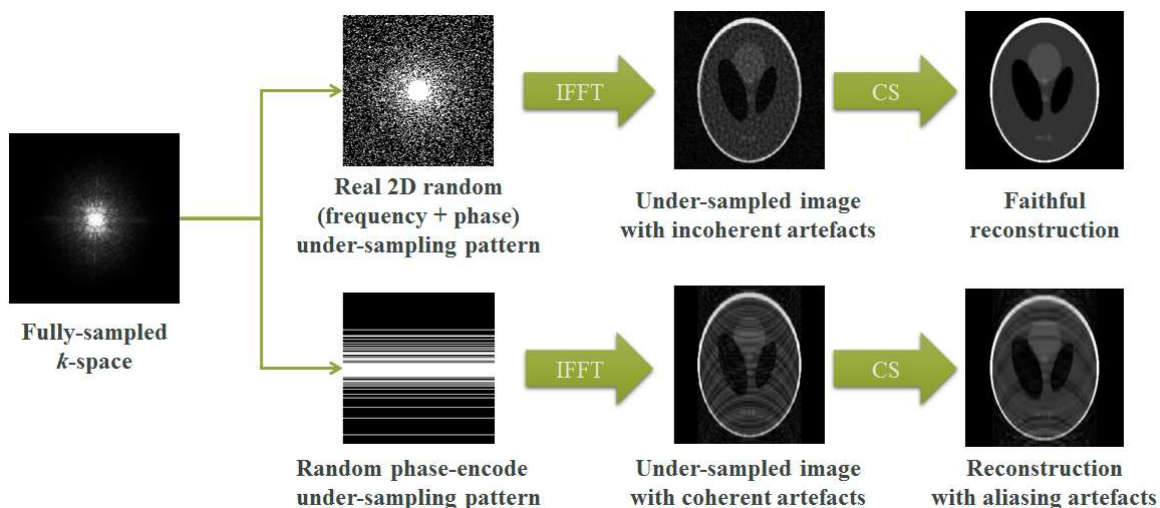 Fully-sampled
k-space
Real 2D random
(frequency + phase)
under-sampling pattern
IFFT
Under-sampled image
with incoherent artefacts
CS
Faithful
reconstruction
Random phase-encode
under-sampling pattern
IFFT
Under-sampled image
with coherent artefacts
CS
Reconstruction
with aliasing artefacts